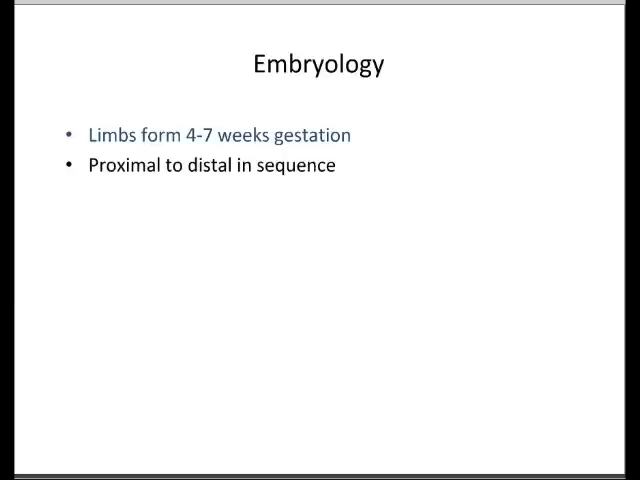 Embryology
• Limbs form 4-7 weeks gestation
• Proximal to distal in sequence